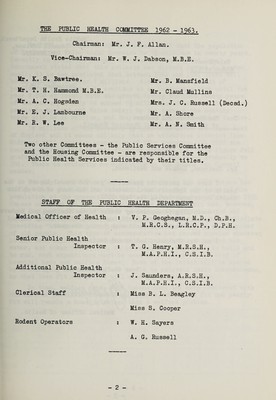 THE PUBLIC HEALTH COMMITTEE 1962 - 1963.
Chairman: Mr. J. F. Allan.
Vice-Chairman: Mr. W. J. Dabson, M.B.E.
Mr. K. S. Bawtree. Mr. B. Mansfield
Mr. T. H. Hammond M.B.E. Mr. Claud Mullins
Mr. A. C. Hogsden Mrs. J. C. Russell (Decsd.)
Mr. E. J. Lambourne Mr. A. Shore
Mr. R. W. Lee Mr. A. N. Smith
Two other Committees - the Public Services Committee
and the Housing Committee - are responsible for the
Public Health Services indicated by their titles.
STAFF OF THE PUBLIC HEALTH DEPARTMENT
Medical Officer of Health : V. P. Geoghegan, M.D., Ch.B.,
M.R.C.S., L.R.C.P., D.P.H.
Senior Public Health
Inspector : T. G. Henry, M.R.S.H.,
M.A.P.H.I., C.S.I.B.
Additional Public Health
Inspector : J. Saunders, A.R.S.H.,
M.A.P.H.I., C.S.I.B.
Clerical Staff : Miss B. L. Beagley
Miss S. Cooper
Rodent Operators : W. H. Sayers
A. G. Russell
- 2 -